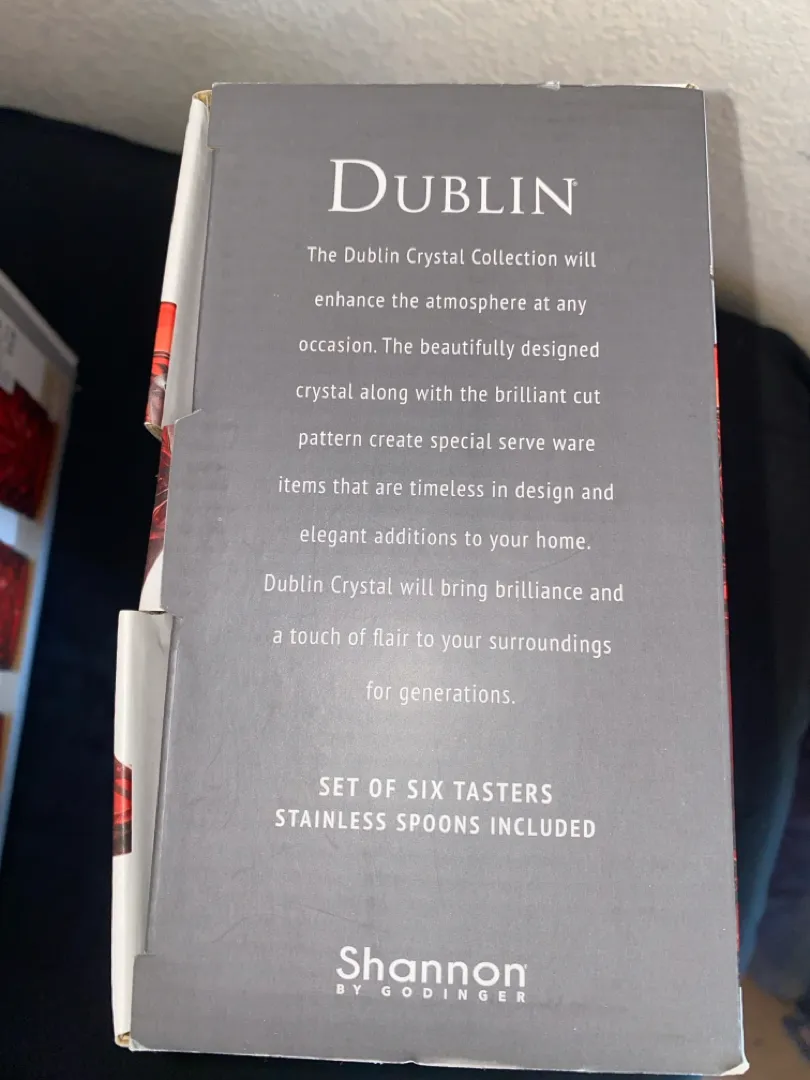 DUBLIN®
The Dublin Crystal Collection will
enhance the atmosphere at any
occasion. The beautifully designed
crystal along with the brilliant cut
pattern create special serve ware
items that are timeless in design and
elegant additions to your home.
Dublin Crystal will bring brilliance and
a touch of flair to your surroundings
for generations.
SET OF SIX TASTERS
STAINLESS SPOONS INCLUDED
Shannon
BY GODINGER